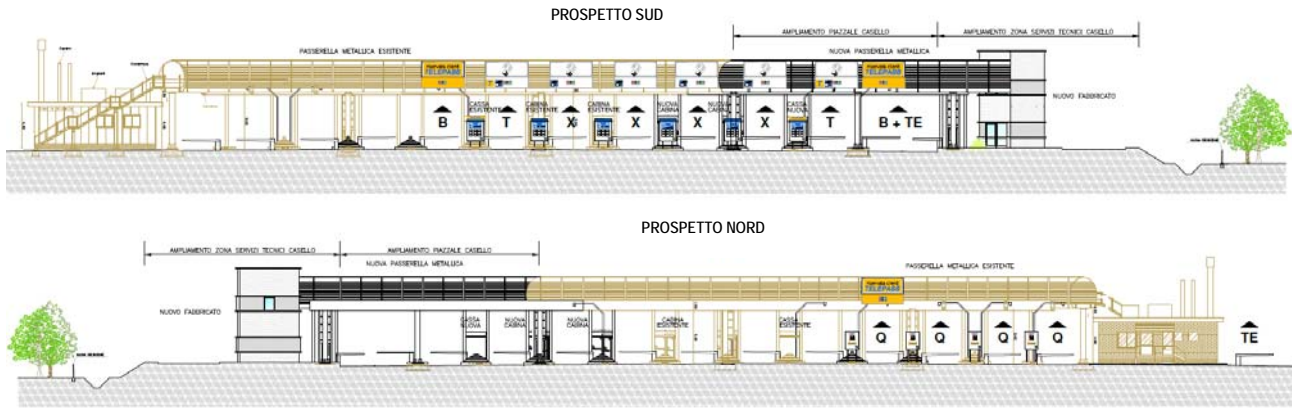 PROSPETTO SUD
AMPLIAMENTO PIAZZALE CASELLO
AMPLIAMENTO ZONA SERVIZI TECNICI CASELLO
PASSERELLA METALLICA ESISTENTE
NUOVA PASSERELLA METALLICA
TELEPASS
TELEPASS
NUOVO FABBRICATO
CASSA ESISTENTE
CABINA ESISTENTE
CABINA ESISTENTE
NUOVA CABINA
NUOVA CABINA
CASSA NUOVA
B
T
X
X
X
X
T
B + TE
PROSPETTO NORD
AMPLIAMENTO ZONA SERVIZI TECNICI CASELLO
AMPLIAMENTO PIAZZALE CASELLO
NUOVA PASSERELLA METALLICA
PASSERELLA METALLICA ESISTENTE
TELEPASS
NUOVO FABBRICATO
CASSA NUOVA
NUOVA CABINA
NUOVA CABINA
CABINA ESISTENTE
CASSA ESISTENTE
Q
Q
Q
Q
TE